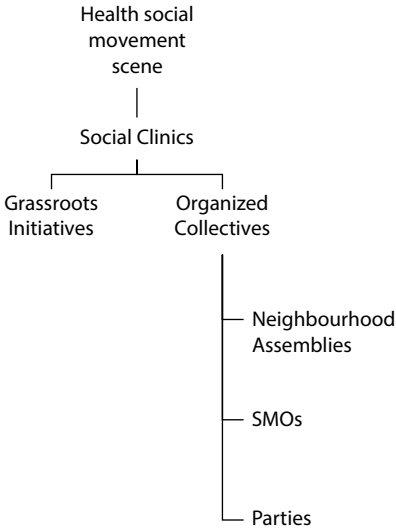 Health social
movement
scene
Social Clinics
Grassroots
Initiatives
Organized
Collectives
Neighbourhood
Assemblies
SMOs
Parties